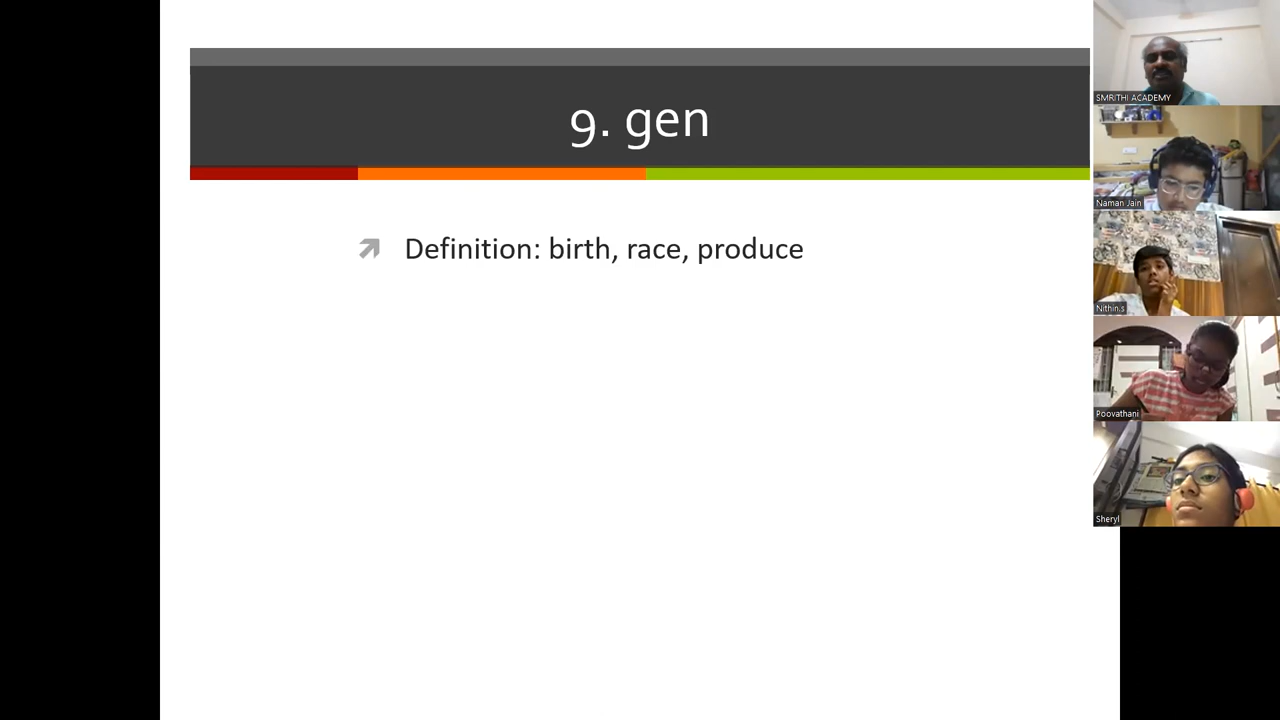 9. gen
Definition: birth, race, produce
SMRITHI ACADEMY
Naman Jain
Nithin.s
Poovathani
Sheryl